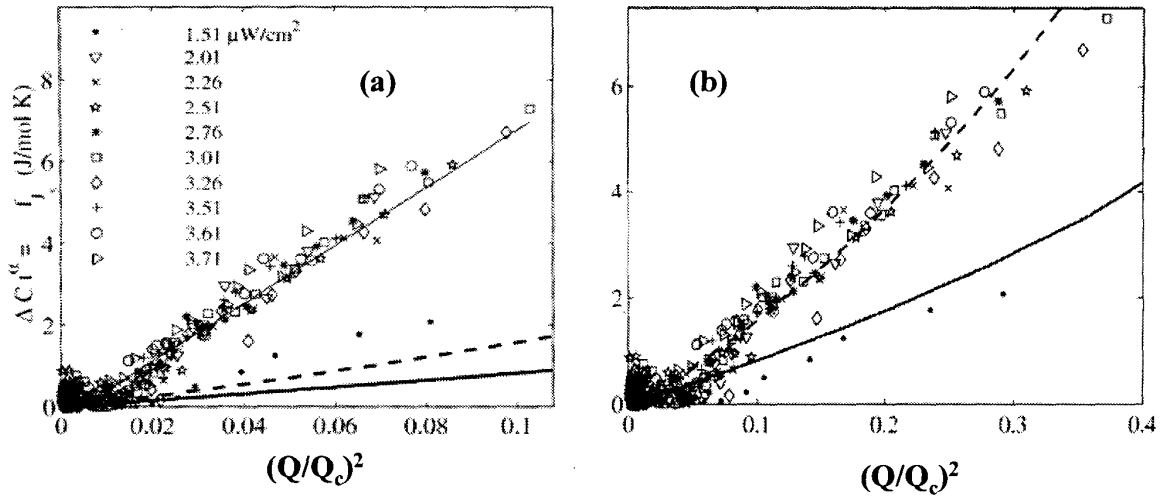 1.51 μW/cm²
2.01
2.26
2.51
2.76
3.01
3.26
3.51
3.61
3.71
(a)
ΔC t^α = f_J (J/mol K)
8
6
4
2
0
0 0.02 0.04 0.06 0.08 0.1
(Q/Q_c)²
(b)
6
4
2
0
0 0.1 0.2 0.3 0.4
(Q/Q_c)²